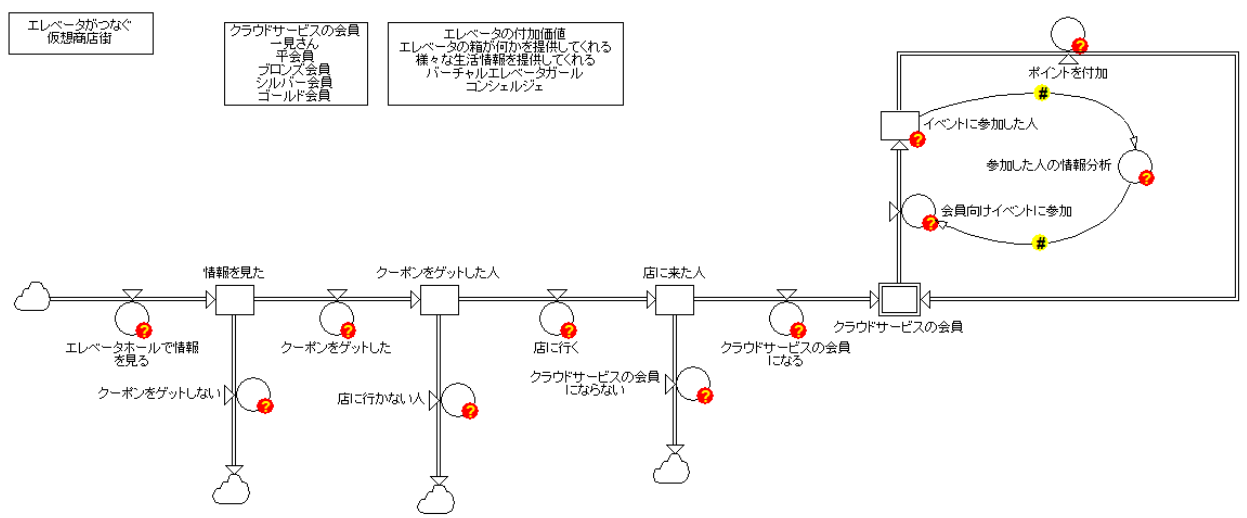 エレベータがつなぐ
仮想商店街
クラウドサービスの会員
一見さん
平会員
ブロンズ会員
シルバー会員
ゴールド会員
エレベータの付加価値
エレベータの箱が何かを提供してくれる
様々な生活情報を提供してくれる
バーチャルエレベータガール
コンシェルジェ
?
ポイントを付加
#
イベントに参加した人
?
参加した人の情報分析
?
会員向けイベントに参加
?
#
情報を見た
クーポンをゲットした人
店に来た人
?
エレベータホールで情報
を見る
?
クーポンをゲットした
?
店に行く
?
クラウドサービスの会員
になる
クラウドサービスの会員
クーポンをゲットしない
?
店に行かない人
?
クラウドサービスの会員
にならない
?